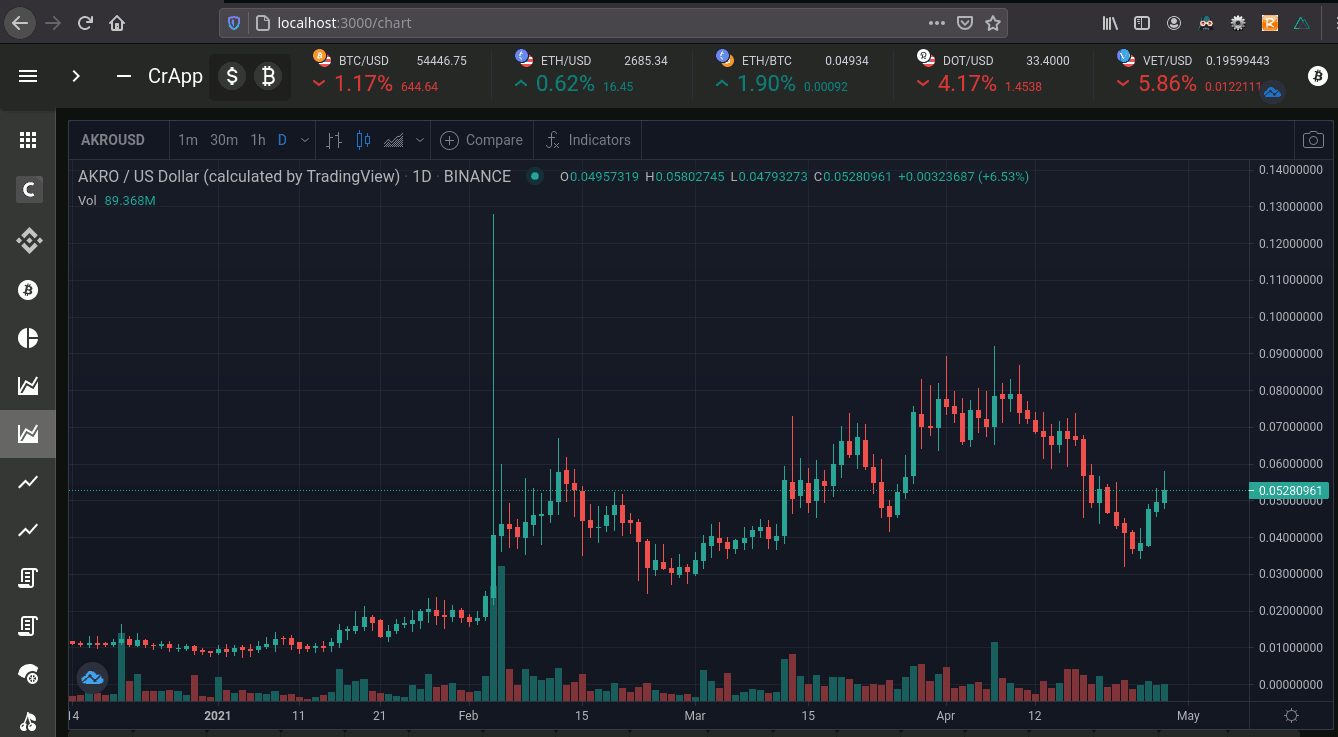 localhost:3000/chart
CrApp
BTC/USD 54446.75
1.17% 644.64
ETH/USD 2685.34
0.62% 16.45
ETH/BTC 0.04934
1.90% 0.00092
DOT/USD 33.4000
4.17% 1.4538
VET/USD 0.19599443
5.86% 0.0122111
AKROUSD 1m 30m 1h D Compare Indicators
AKRO / US Dollar (calculated by TradingView) · 1D · BINANCE O0.04957319 H0.05802745 L0.04793273 C0.05280961 +0.00323687 (+6.53%)
Vol 89.368M
0.14000000
0.13000000
0.12000000
0.11000000
0.10000000
0.09000000
0.08000000
0.07000000
0.06000000
0.05280961
0.05000000
0.04000000
0.03000000
0.02000000
0.01000000
0.00000000
14 2021 11 21 Feb 15 Mar 15 Apr 12 May